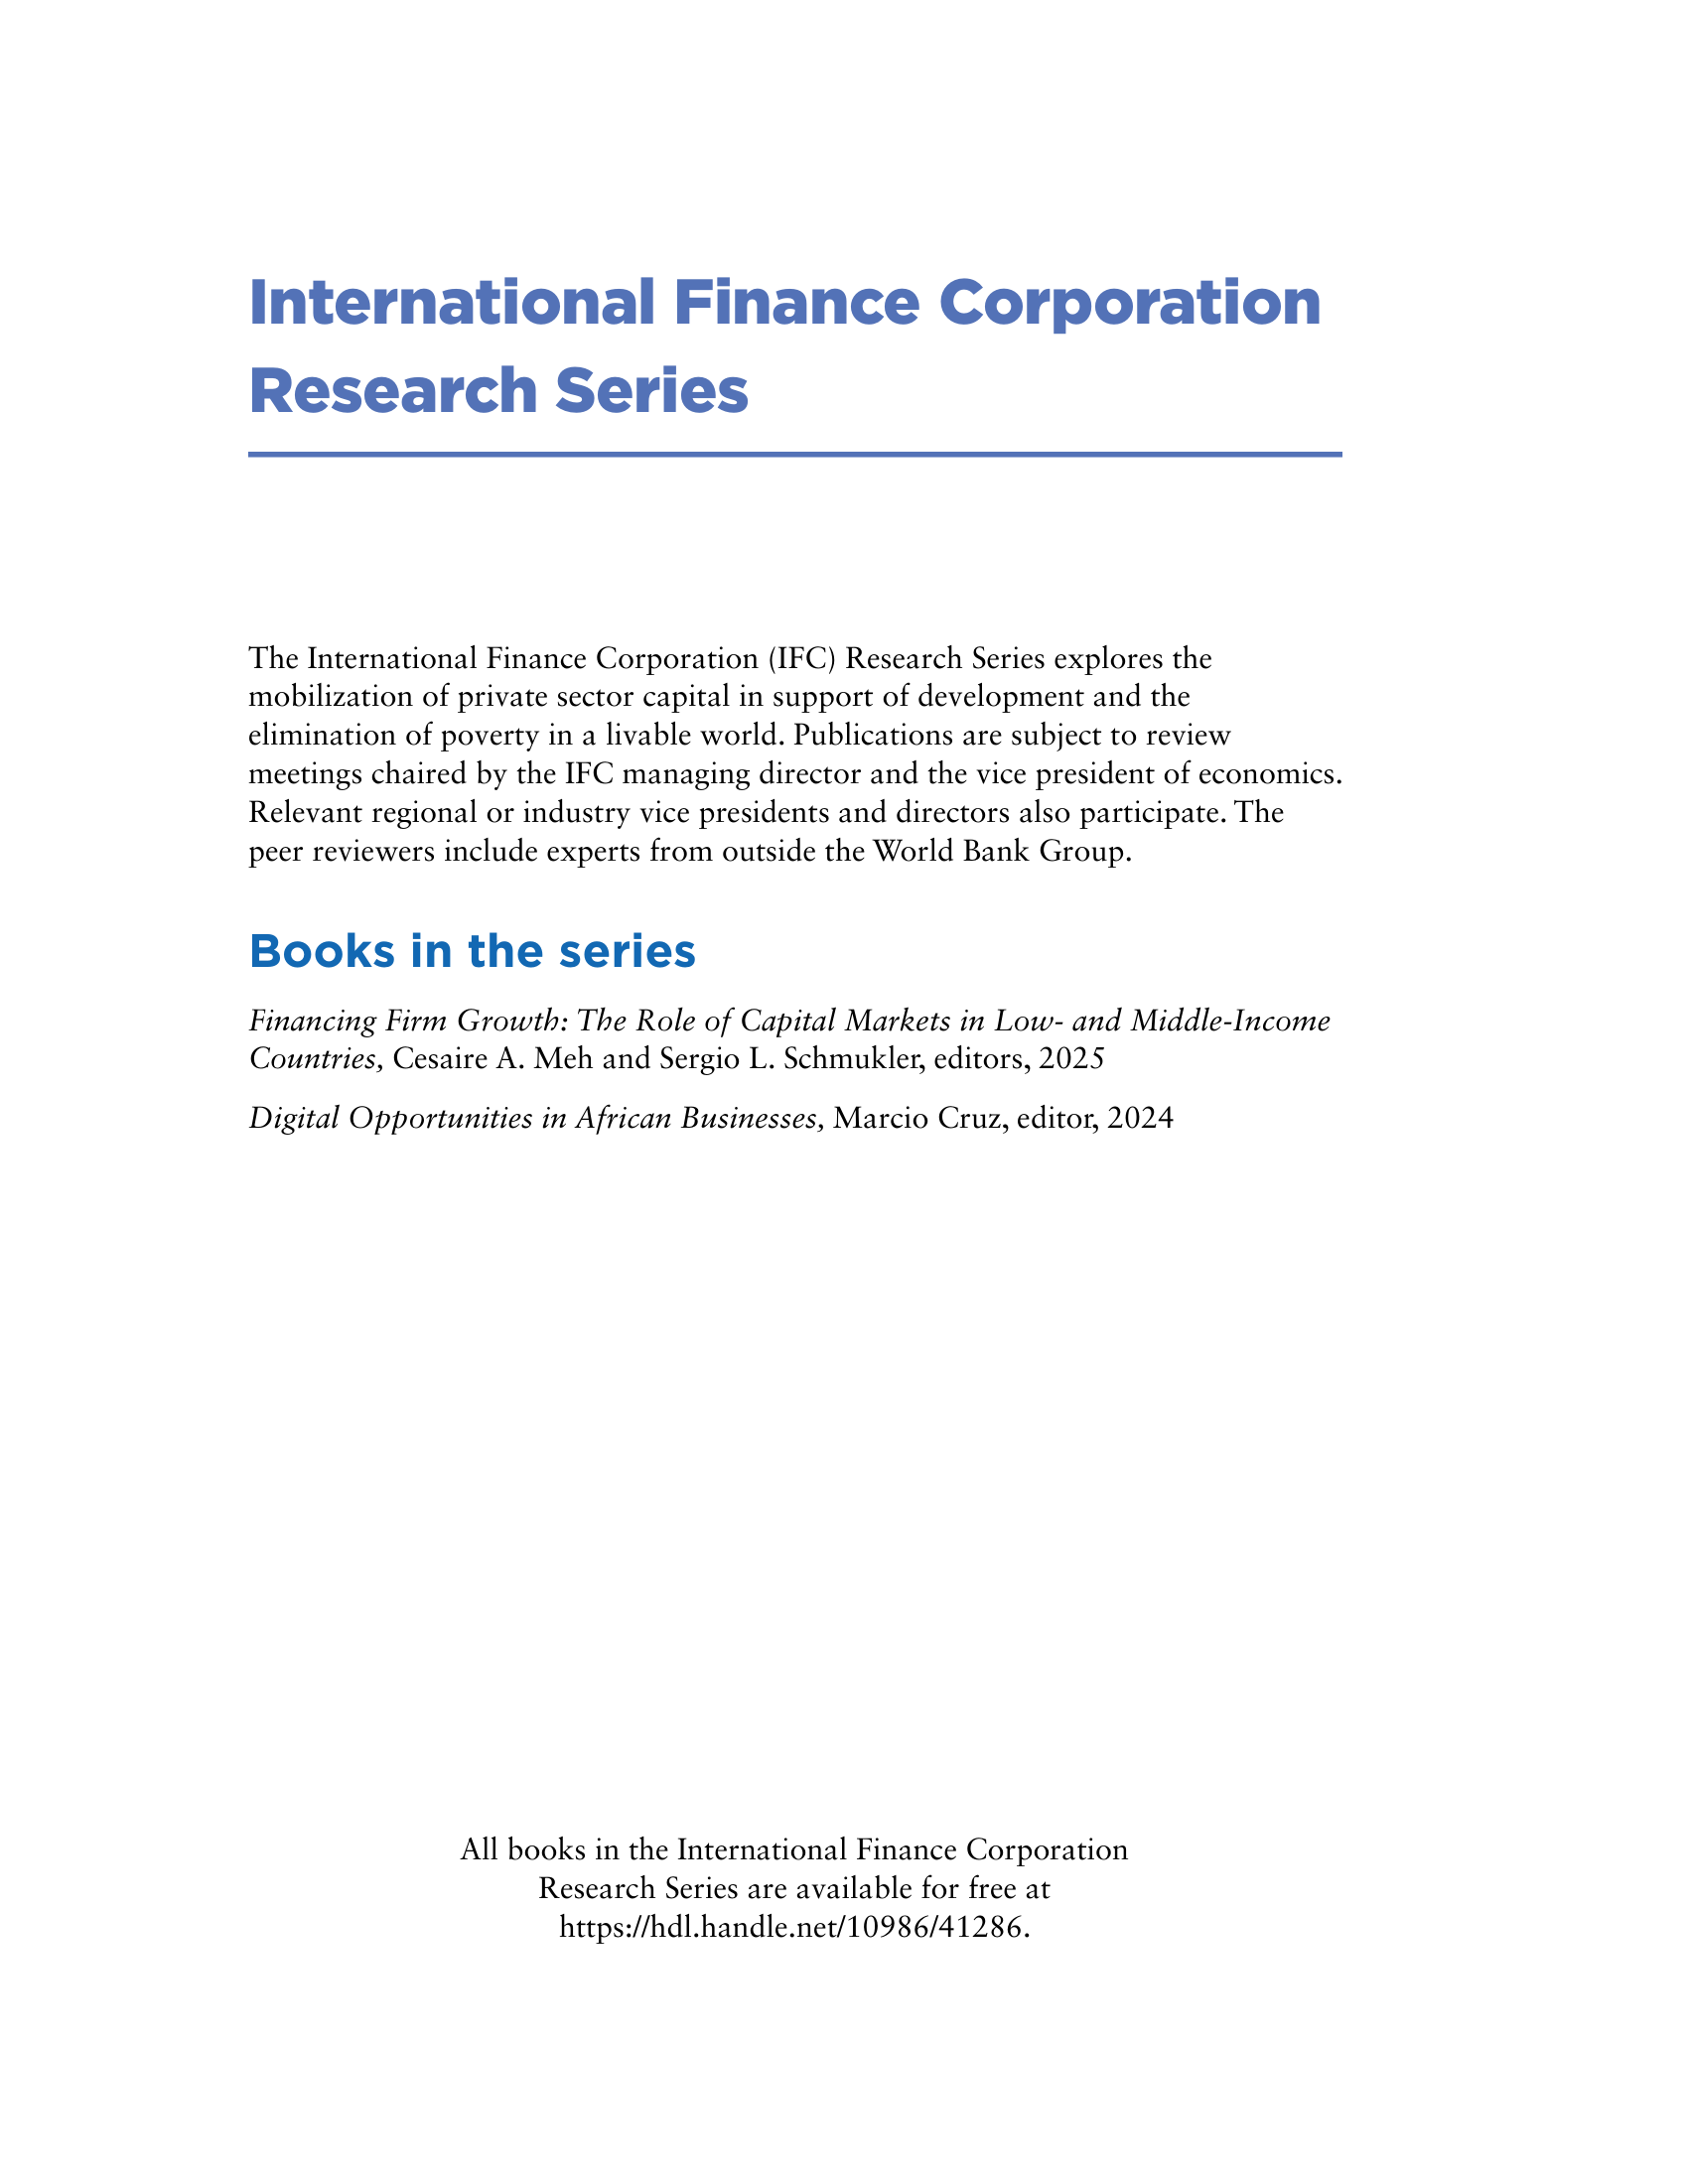 International Finance Corporation
Research Series
The International Finance Corporation (IFC) Research Series explores the
mobilization of private sector capital in support of development and the
elimination of poverty in a livable world. Publications are subject to review
meetings chaired by the IFC managing director and the vice president of economics.
Relevant regional or industry vice presidents and directors also participate. The
peer reviewers include experts from outside the World Bank Group.
Books in the series
Financing Firm Growth: The Role of Capital Markets in Low- and Middle-Income
Countries, Cesaire A. Meh and Sergio L. Schmukler, editors, 2025
Digital Opportunities in African Businesses, Marcio Cruz, editor, 2024
All books in the International Finance Corporation
Research Series are available for free at
https://hdl.handle.net/10986/41286.